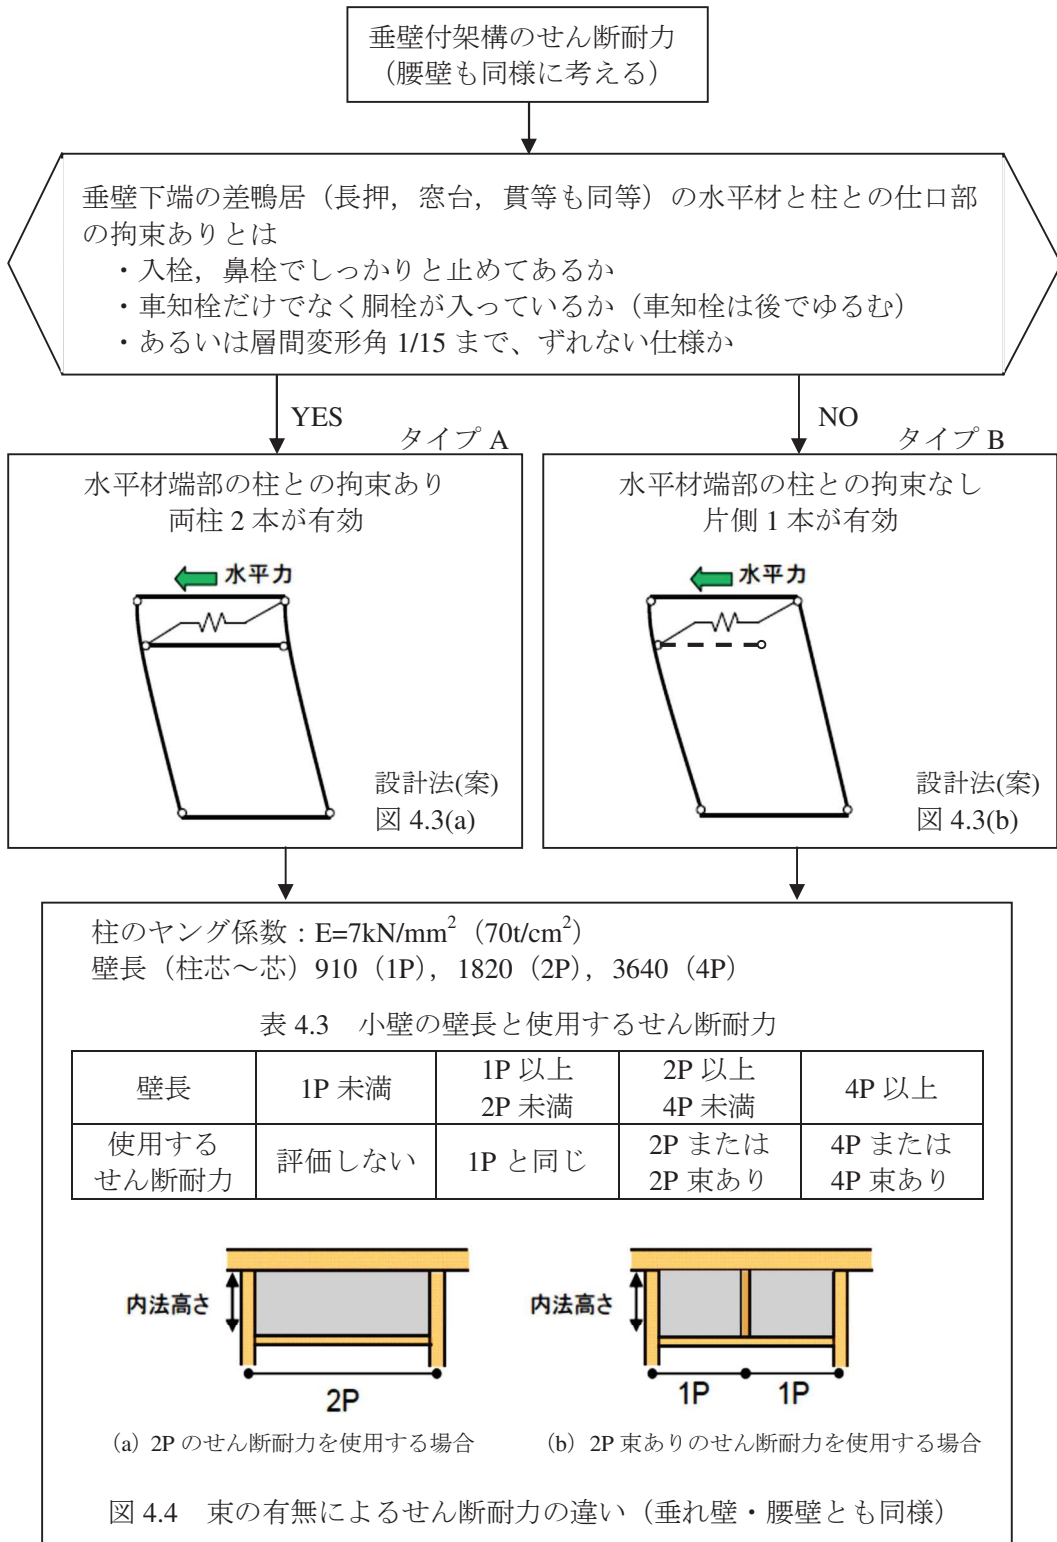 垂壁付架構のせん断耐力
（腰壁も同様に考える）
垂壁下端の差鴨居（長押，窓台，貫等も同等）の水平材と柱との仕口部
の拘束ありとは
・入栓，鼻栓でしっかりと止めてあるか
・車知栓だけでなく胴栓が入っているか（車知栓は後でゆるむ）
・あるいは層間変形角 1/15 まで、ずれない仕様か
YES
NO
タイプ A
タイプ B
水平材端部の柱との拘束あり
両柱 2 本が有効
水平力
設計法(案)
図 4.3(a)
水平材端部の柱との拘束なし
片側 1 本が有効
水平力
設計法(案)
図 4.3(b)
柱のヤング係数：E=7kN/mm²（70t/cm²）
壁長（柱芯～芯）910（1P），1820（2P），3640（4P）
表 4.3　小壁の壁長と使用するせん断耐力
壁長
1P 未満
1P 以上
2P 未満
2P 以上
4P 未満
4P 以上
使用する
せん断耐力
評価しない
1P と同じ
2P または
2P 束あり
4P または
4P 束あり
内法高さ
2P
内法高さ
1P 1P
（a）2P のせん断耐力を使用する場合
（b）2P 束ありのせん断耐力を使用する場合
図 4.4　束の有無によるせん断耐力の違い（垂れ壁・腰壁とも同様）